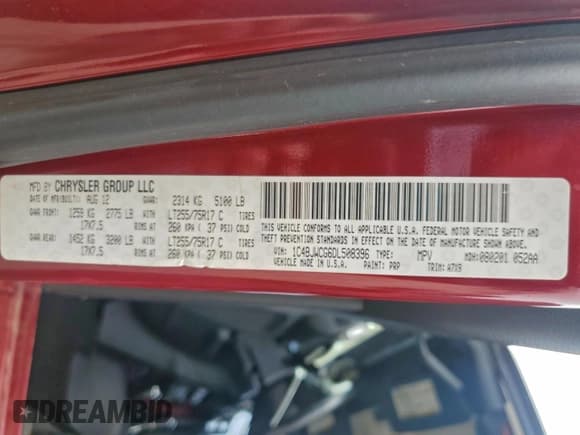 MFD BY CHRYSLER GROUP LLC
DATE OF MFR(BUILT): AUG 12 GVWR: 2314 KG 5100 LB
GAWR FRONT: 1259 KG 2775 LB WITH LT255/75R17 C TIRES
17X7.5 RIMS AT 260 KPA ( 37 PSI) COLD
GAWR REAR: 1452 KG 3200 LB WITH LT255/75R17 C TIRES
17X7.5 RIMS AT 260 KPA ( 37 PSI) COLD
THIS VEHICLE CONFORMS TO ALL APPLICABLE U.S.A. FEDERAL MOTOR VEHICLE SAFETY, BUMPER AND
THEFT PREVENTION STANDARDS IN EFFECT ON THE DATE OF MANUFACTURE SHOWN ABOVE.
VIN: 1C4BJWCG6DL508396 TYPE: MPV MDH: 080201 052AA
MADE IN U.S.A. PAINT: PRP TRIM: A7X9
DREAMBID